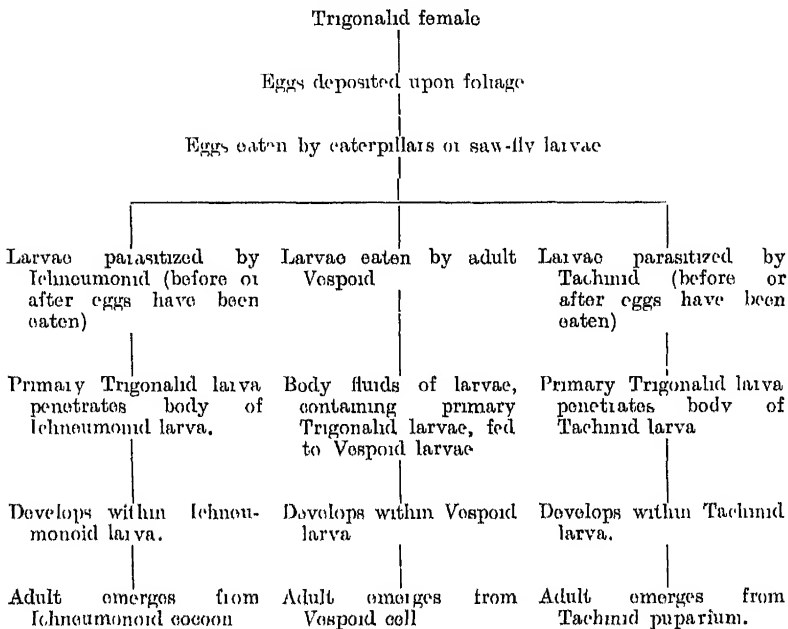 Trigonalid female
Eggs deposited upon foliage
Eggs eaten by caterpillars or saw-fly larvae
Larvae parasitized by
Ichneumonid (before or
after eggs have been
eaten)
Larvae eaten by adult
Vespoid
Larvae parasitized by
Tachinid (before or
after eggs have been
eaten)
Primary Trigonalid larva
penetrates body of
Ichneumonid larva.
Body fluids of larvae,
containing primary
Trigonalid larvae, fed
to Vespoid larvae
Primary Trigonalid larva
penetrates body of
Tachinid larva
Develops within Ichneu-
monoid larva.
Develops within Vespoid
larva
Develops within Tachinid
larva.
Adult emerges from
Ichneumonoid cocoon
Adult emerges from
Vespoid cell
Adult emerges from
Tachinid puparium.